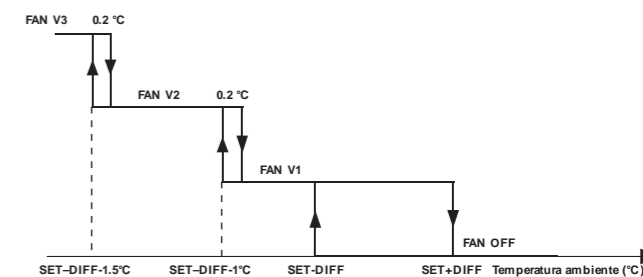 FAN V3 0.2 °C
FAN V2 0.2 °C
FAN V1
FAN OFF
SET–DIFF-1.5°C SET–DIFF-1°C SET-DIFF SET+DIFF Temperatura ambiente (°C)